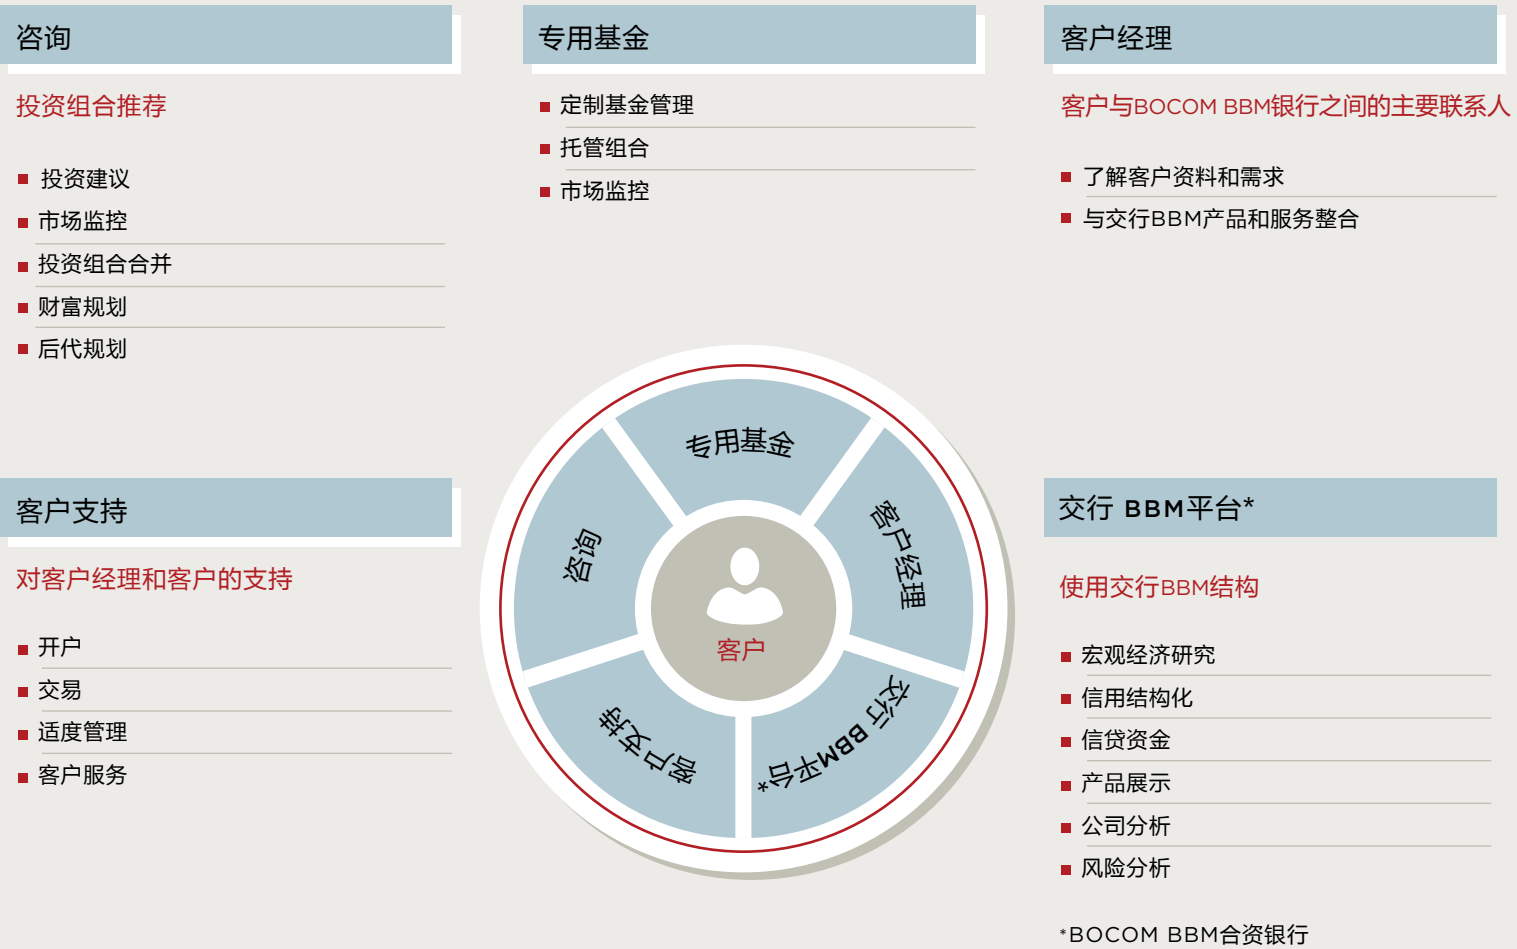 咨询
投资组合推荐
投资建议
市场监控
投资组合合并
财富规划
后代规划
专用基金
定制基金管理
托管组合
市场监控
客户经理
客户与BOCOM BBM银行之间的主要联系人
了解客户资料和需求
与交行BBM产品和服务整合
客户支持
对客户经理和客户的支持
开户
交易
适度管理
客户服务
专用基金
客户经理
交行 BBM平台*
客户支持
咨询
客户
交行 BBM平台*
使用交行BBM结构
宏观经济研究
信用结构化
信贷资金
产品展示
公司分析
风险分析
*BOCOM BBM合资银行